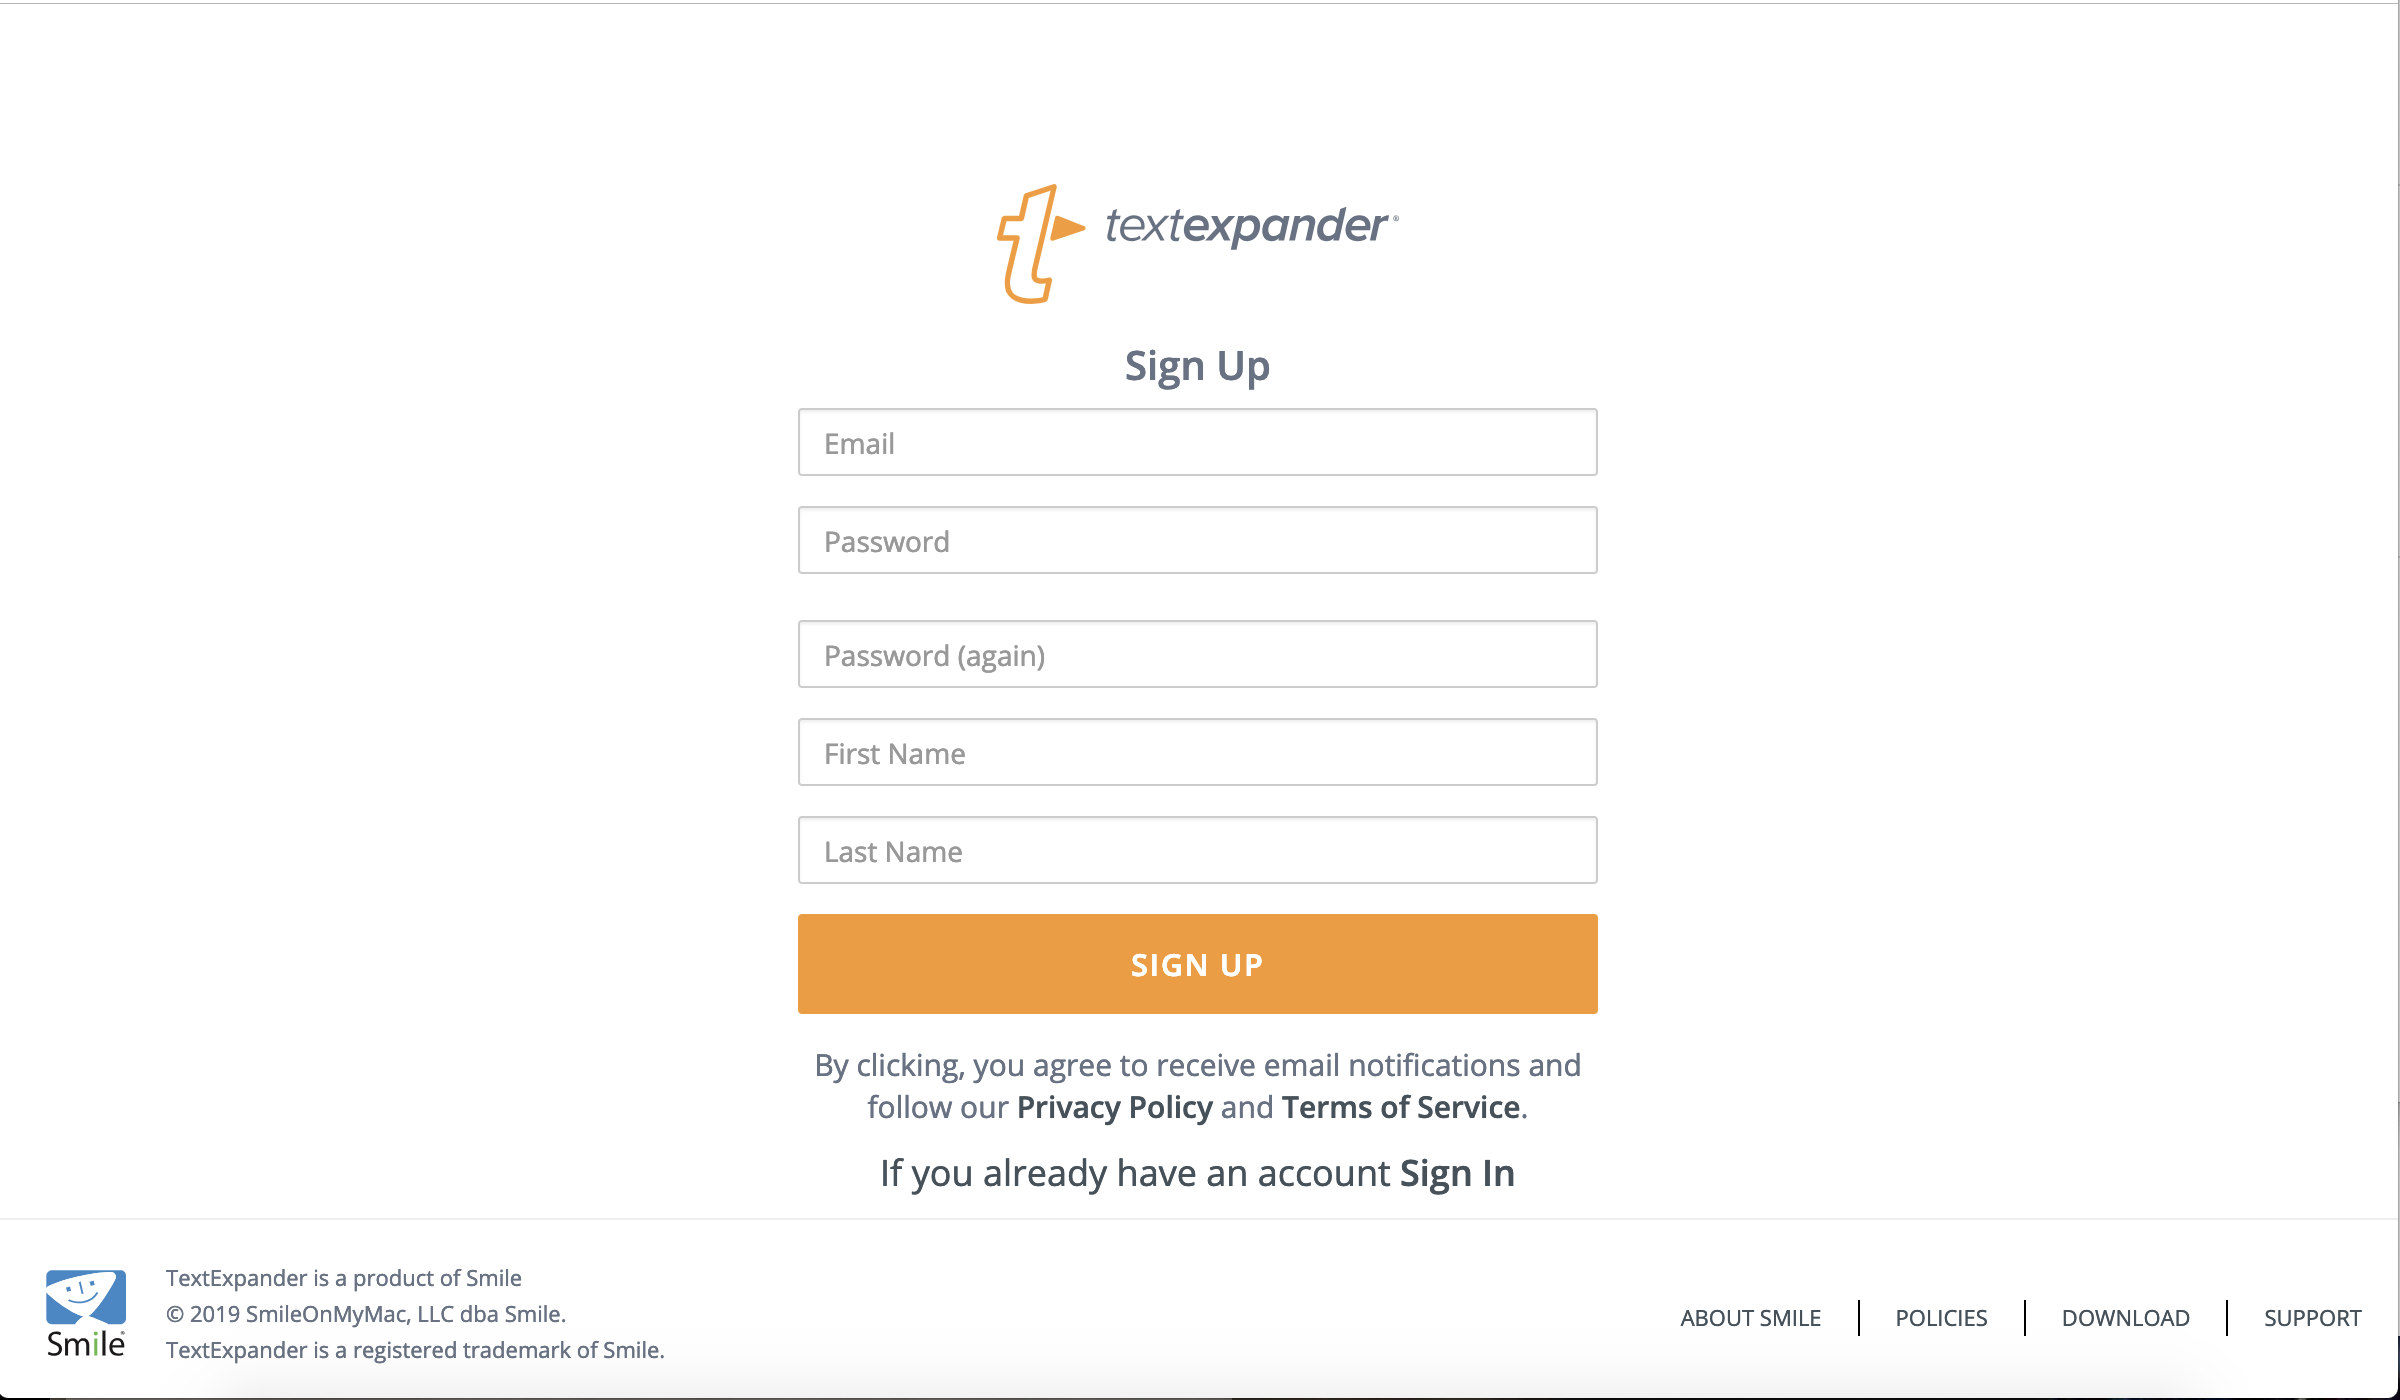 textexpander®
Sign Up
Email
Password
Password (again)
First Name
Last Name
SIGN UP
By clicking, you agree to receive email notifications and
follow our Privacy Policy and Terms of Service.
If you already have an account Sign In
Smile
TextExpander is a product of Smile
© 2019 SmileOnMyMac, LLC dba Smile.
TextExpander is a registered trademark of Smile.
ABOUT SMILE
POLICIES
DOWNLOAD
SUPPORT